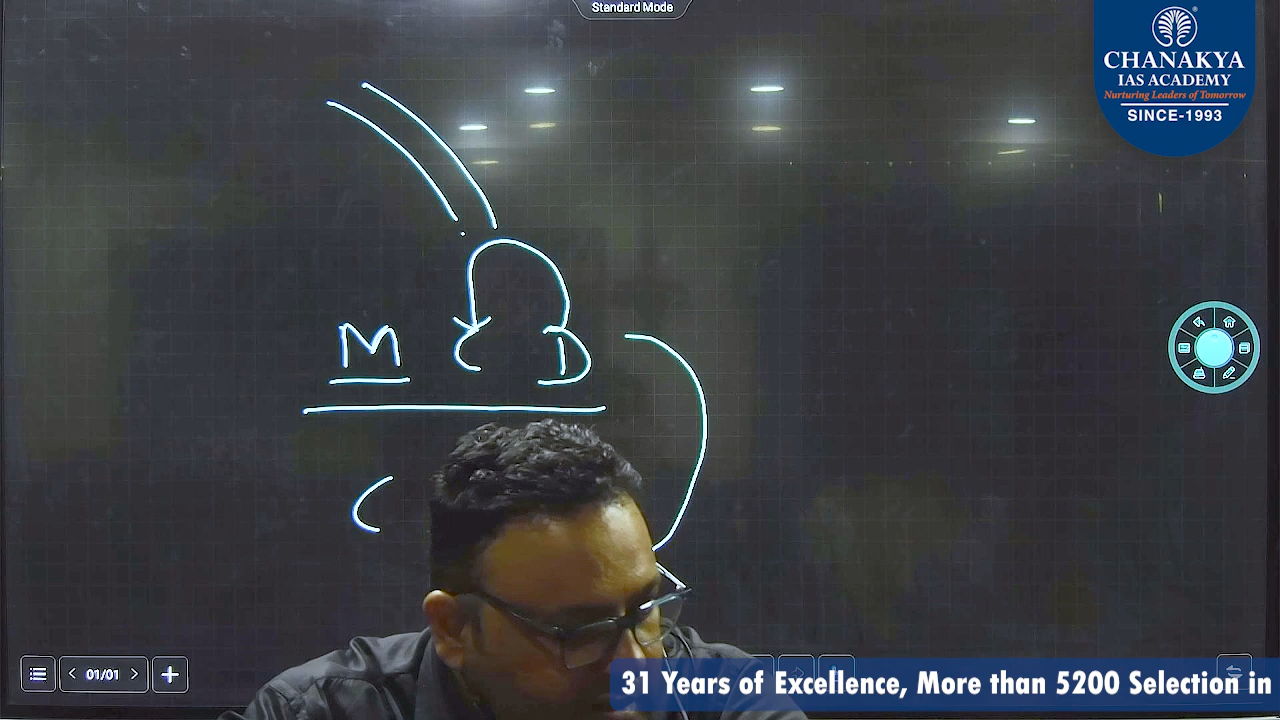 Standard Mode
CHANAKYA
IAS ACADEMY
Nurturing Leaders of Tomorrow
SINCE-1993
M C D
C
01/01
31 Years of Excellence, More than 5200 Selection in